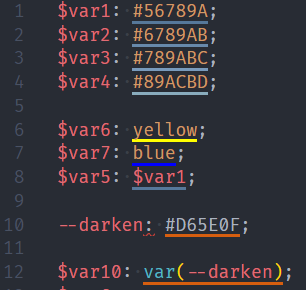 1 $var1: #56789A;
2 $var2: #6789AB;
3 $var3: #789ABC;
4 $var4: #89ACBD;
5
6 $var6: yellow;
7 $var7: blue;
8 $var5: $var1;
9
10 --darken: #D65E0F;
11
12 $var10: var(--darken);